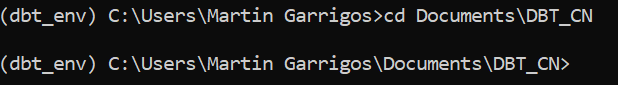 (dbt_env) C:\Users\Martin Garrigos>cd Documents\DBT_CN
(dbt_env) C:\Users\Martin Garrigos\Documents\DBT_CN>